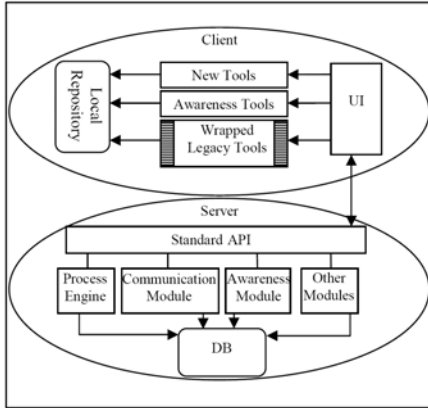 Client
New Tools
Awareness Tools
Wrapped
Legacy Tools
Local
Repository
UI
Server
Standard API
Process
Engine
Communication
Module
Awareness
Module
Other
Modules
DB